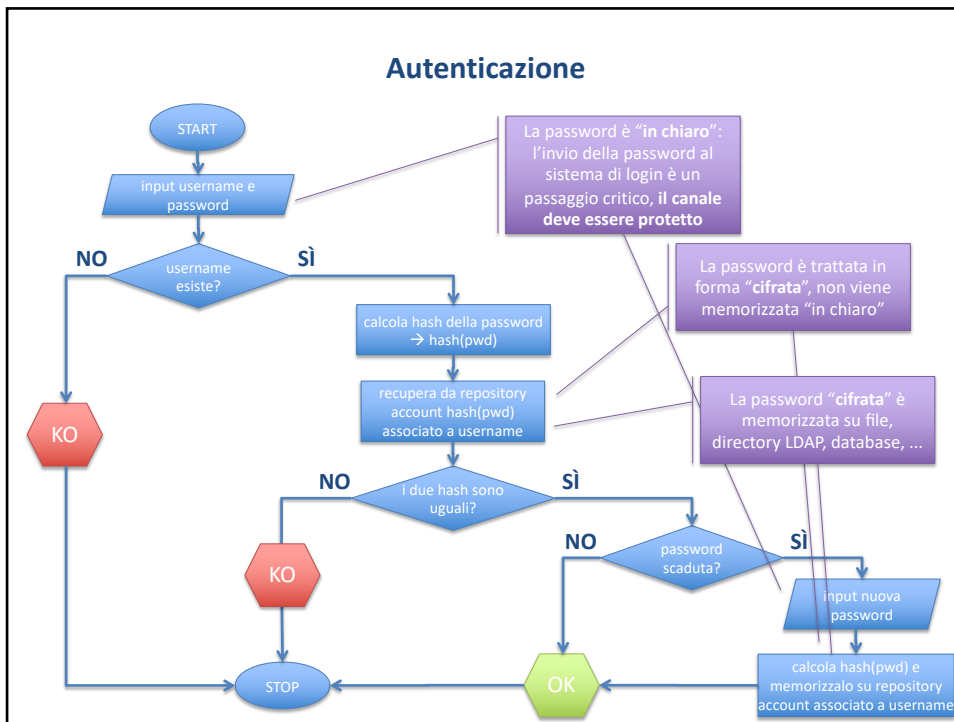 Autenticazione
START
input username e
password
La password è “in chiaro”:
l’invio della password al
sistema di login è un
passaggio critico, il canale
deve essere protetto
NO
username
esiste?
SÌ
La password è trattata in
forma “cifrata”, non viene
memorizzata “in chiaro”
calcola hash della password
→ hash(pwd)
recupera da repository
account hash(pwd)
associato a username
La password “cifrata” è
memorizzata su file,
directory LDAP, database, ...
KO
NO
i due hash sono
uguali?
SÌ
KO
NO
password
scaduta?
SÌ
input nuova
password
STOP
OK
calcola hash(pwd) e
memorizzalo su repository
account associato a username